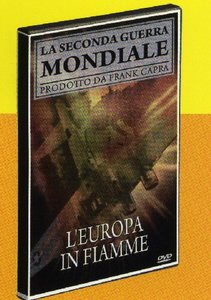 LA SECONDA GUERRA
MONDIALE
PRODOTTO DA FRANK CAPRA
L'EUROPA
IN FIAMME
DVD